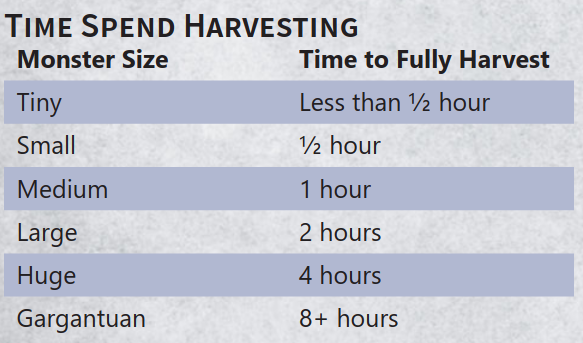 TIME SPEND HARVESTING
Monster Size Time to Fully Harvest
Tiny Less than ½ hour
Small ½ hour
Medium 1 hour
Large 2 hours
Huge 4 hours
Gargantuan 8+ hours